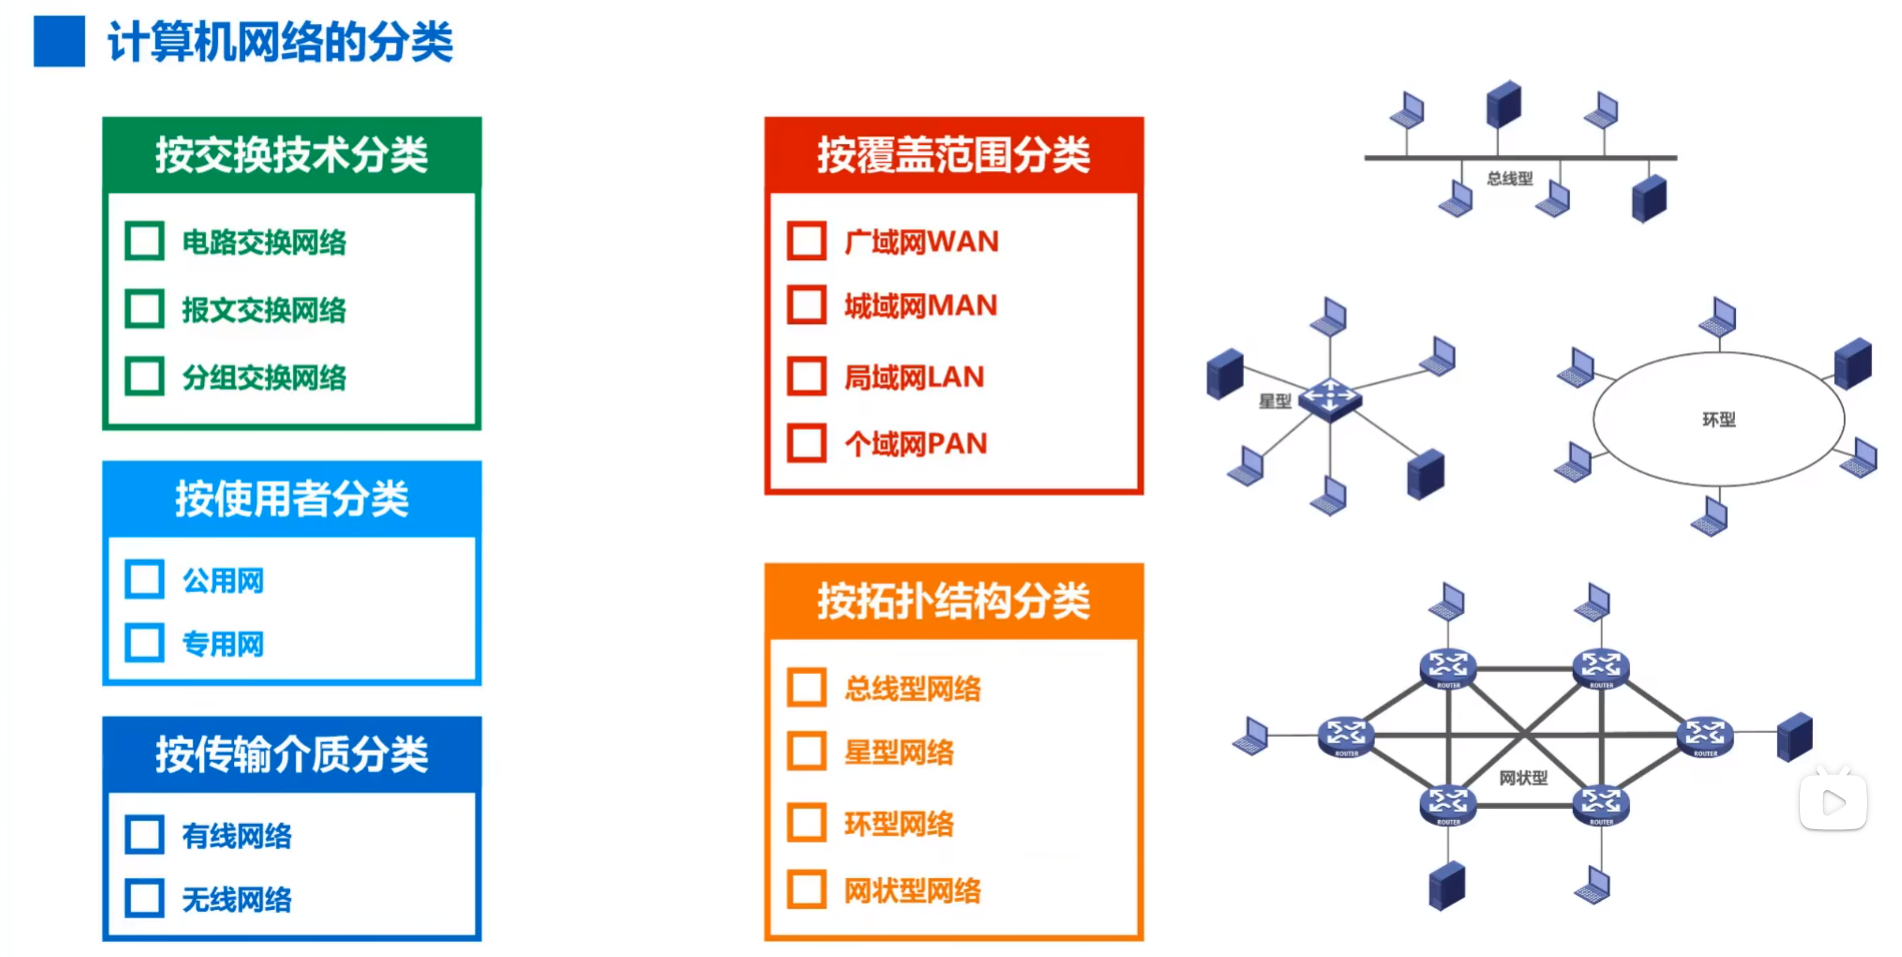 计算机网络的分类
按交换技术分类
电路交换网络
报文交换网络
分组交换网络
按使用者分类
公用网
专用网
按传输介质分类
有线网络
无线网络
按覆盖范围分类
广域网WAN
城域网MAN
局域网LAN
个域网PAN
按拓扑结构分类
总线型网络
星型网络
环型网络
网状型网络
总线型
星型
环型
ROUTER
ROUTER
ROUTER
ROUTER
网状型
ROUTER
ROUTER